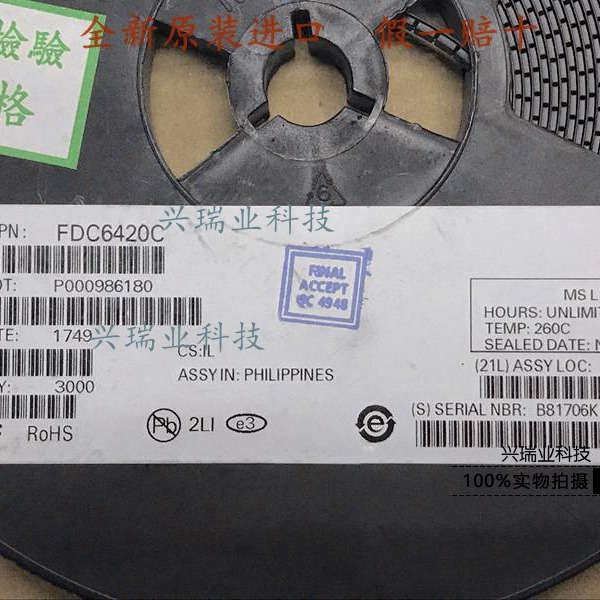 全新原装进口 假一赔十
檢驗
格
PN: FDC6420C
兴瑞业科技
OT: P000986180
FINAL
ACCEPT
QC 4948
MS L
HOURS: UNLIMIT
TEMP: 260C
SEALED DATE: N
TE: 1749
兴瑞业科技
CS:IL
ASSY IN: PHILIPPINES
(21L) ASSY LOC:
Y: 3000
(S) SERIAL NBR: B81706K
RoHS
Pb
2LI
e3
e
6
兴瑞业科技
100%实物拍摄